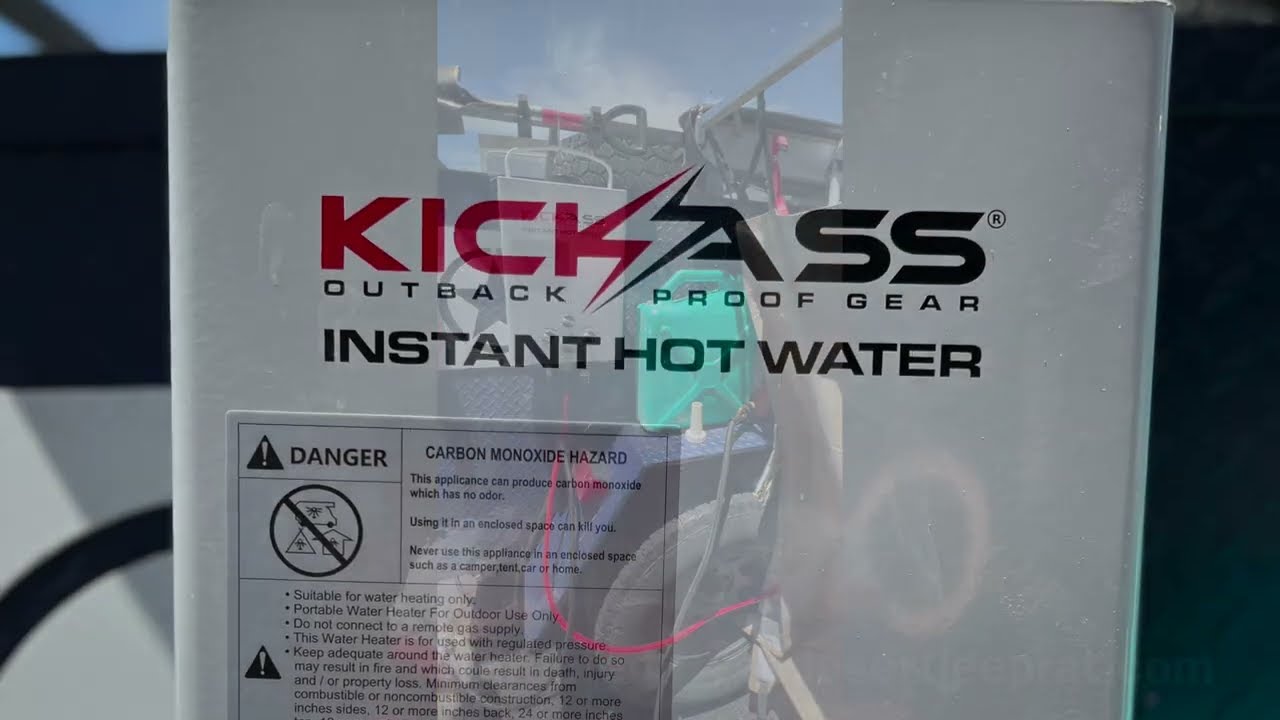 KICKASS®
OUTBACK PROOF GEAR
INSTANT HOT WATER
DANGER
CARBON MONOXIDE HAZARD
This appliance can produce carbon monoxide
which has no odor.
Using it in an enclosed space can kill you.
Never use this appliance in an enclosed space
such as a camper,tent,car or home.
• Suitable for water heating only.
• Portable Water Heater For Outdoor Use Only
• Do not connect to a remote gas supply.
• This Water Heater is for used with regulated pressure
• Keep adequate around the water heater. Failure to do so
may result in fire and which could result in death, injury
and / or property loss. Minimum clearances from
combustible or noncombustible construction, 12 or more
inches sides, 12 or more inches back, 24 or more inches